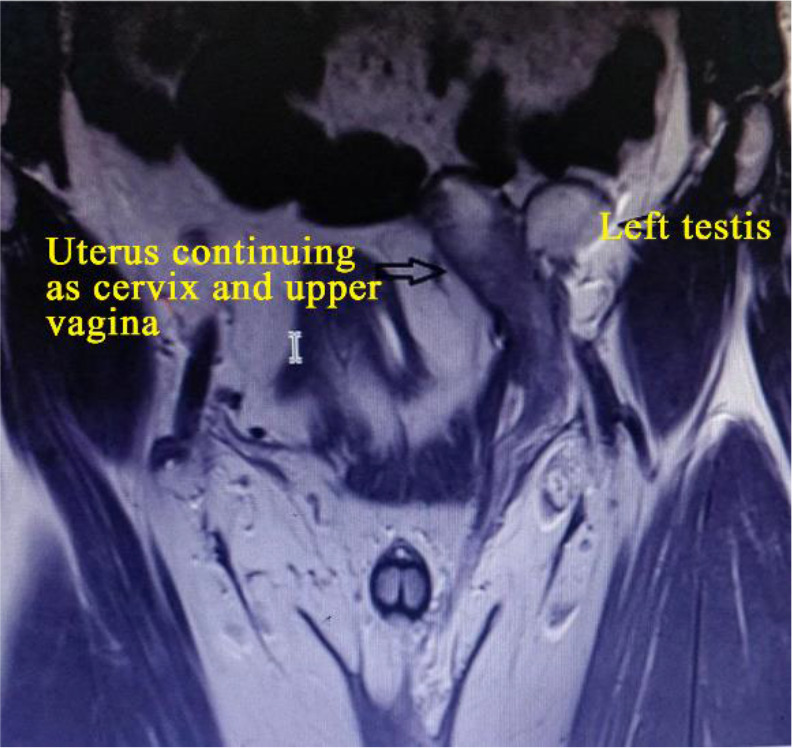 Uterus continuing
as cervix and upper
vagina
Left testis